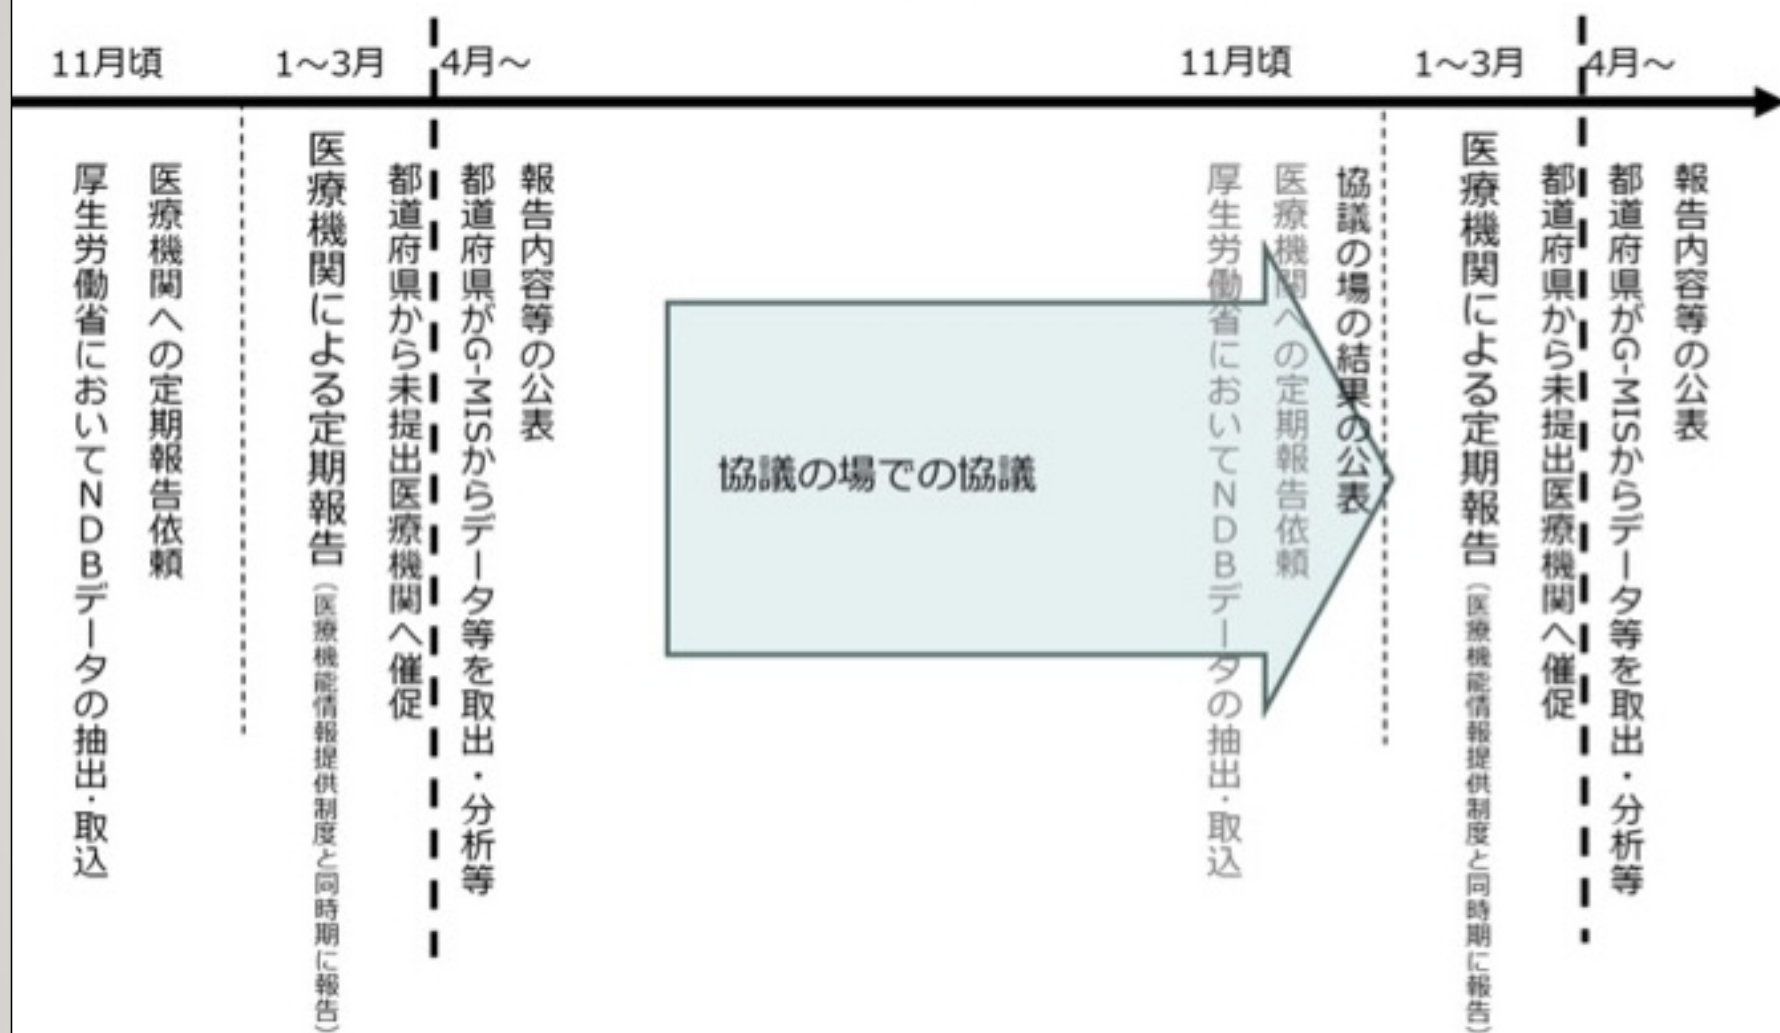 11月頃
1～3月
4月～
11月頃
1～3月
4月～
厚生労働省においてNDBデータの抽出・取込
医療機関への定期報告依頼
医療機関による定期報告（医療機能情報提供制度と同時期に報告）
都道府県から未提出医療機関へ催促
都道府県がG-MISからデータ等を取出・分析等
報告内容等の公表
協議の場での協議
厚生労働省においてNDBデータの抽出・取込
医療機関への定期報告依頼
協議の場の結果の公表
医療機関による定期報告（医療機能情報提供制度と同時期に報告）
都道府県から未提出医療機関へ催促
都道府県がG-MISからデータ等を取出・分析等
報告内容等の公表